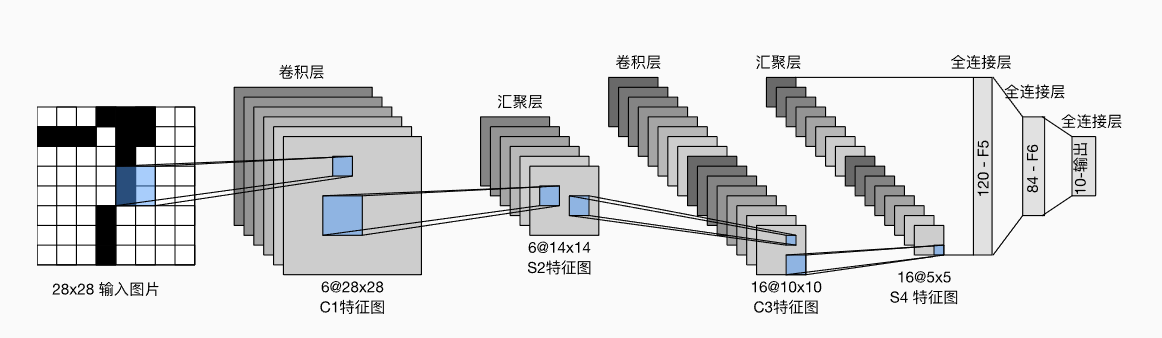 卷积层
汇聚层
卷积层
汇聚层
全连接层
全连接层
全连接层
28x28 输入图片
6@28x28
C1特征图
6@14x14
S2特征图
16@10x10
C3特征图
16@5x5
S4 特征图
120 - F5
84 - F6
10-输出